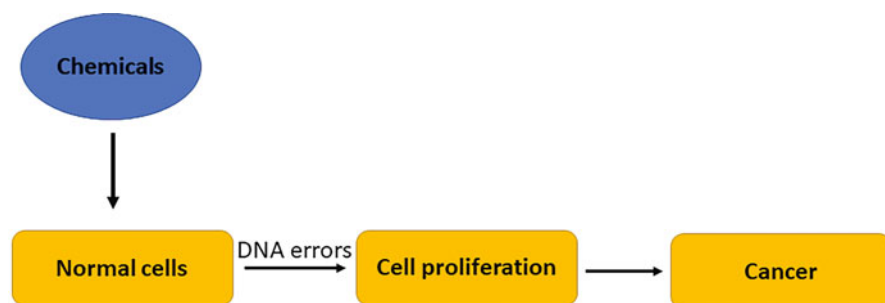 Chemicals
Normal cells
DNA errors
Cell proliferation
Cancer